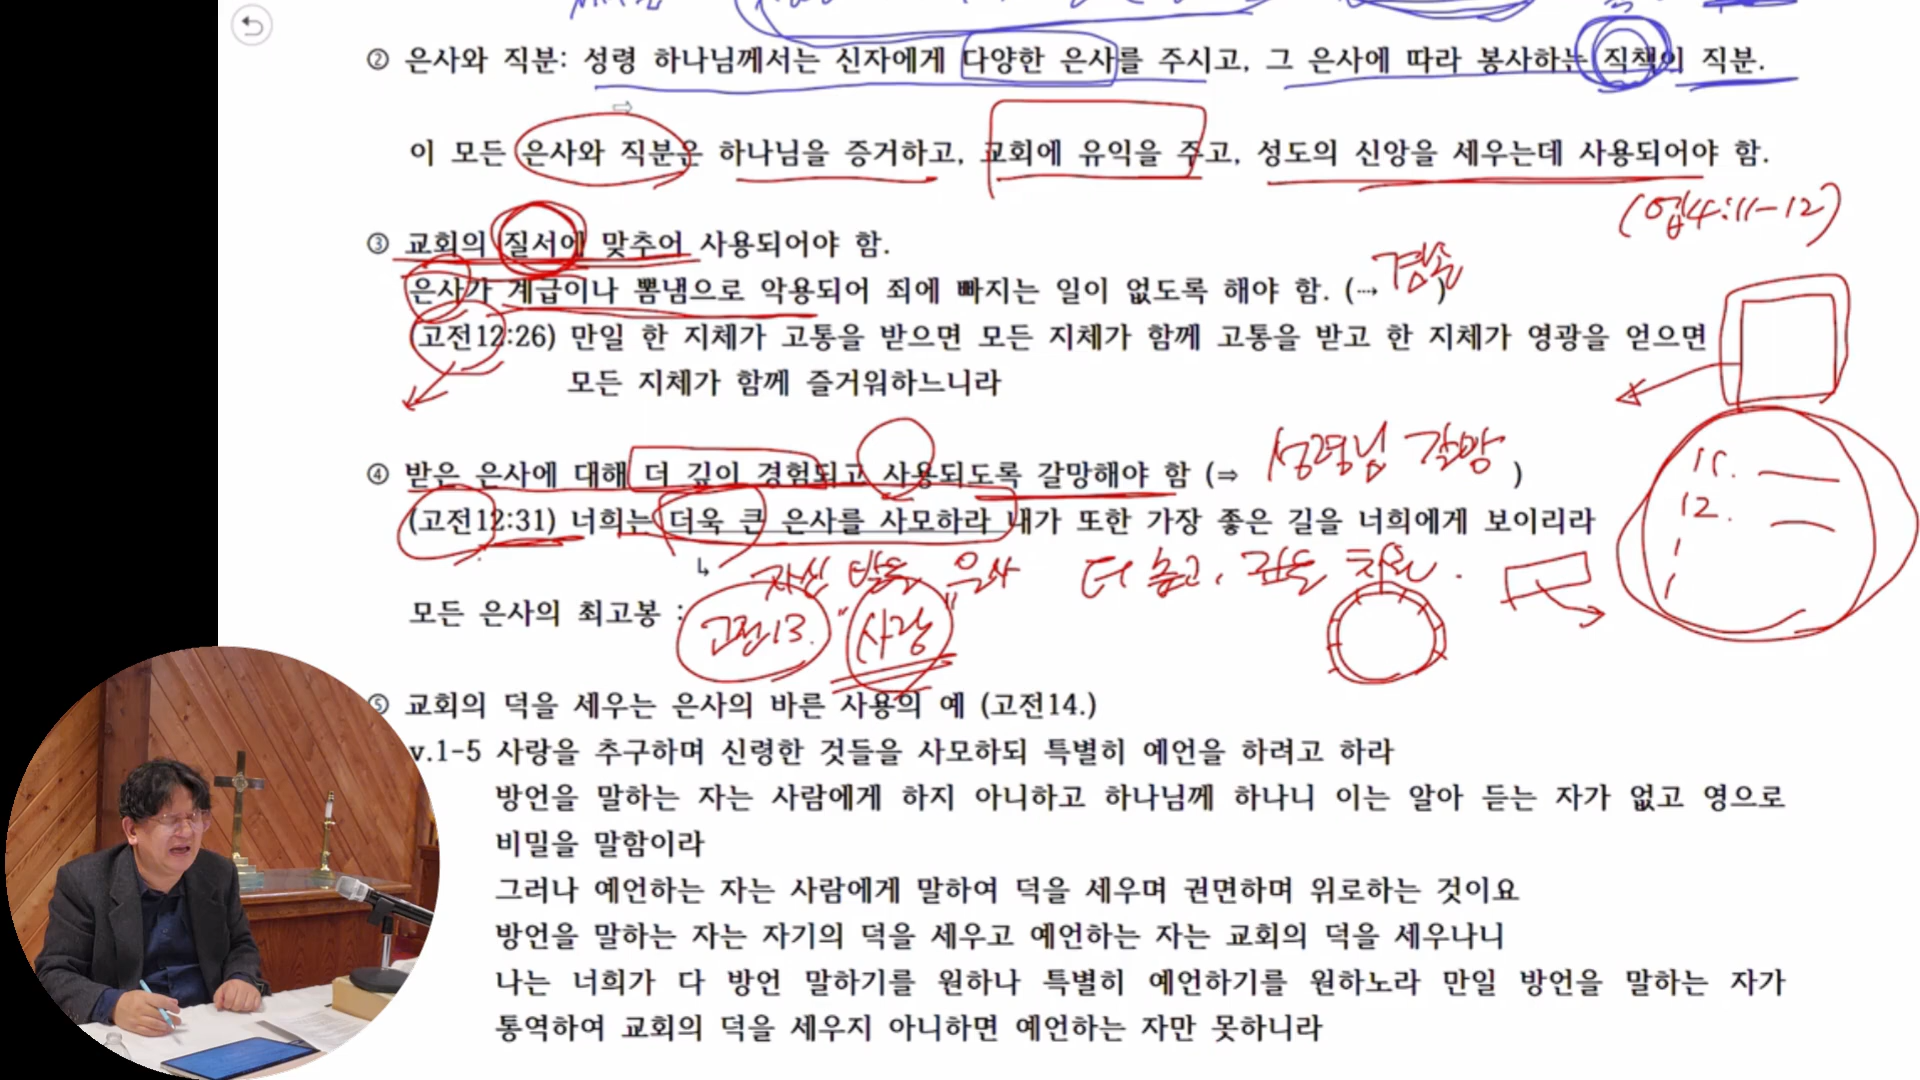 ② 은사와 직분: 성령 하나님께서는 신자에게 다양한 은사를 주시고, 그 은사에 따라 봉사하는 직책이 직분.
이 모든 은사와 직분은 하나님을 증거하고, 교회에 유익을 주고, 성도의 신앙을 세우는데 사용되어야 함.
(엡4:11-12)
③ 교회의 질서에 맞추어 사용되어야 함.
은사가 계급이나 뽐냄으로 악용되어 죄에 빠지는 일이 없도록 해야 함. (⋯→ 겸손 )
(고전12:26) 만일 한 지체가 고통을 받으면 모든 지체가 함께 고통을 받고 한 지체가 영광을 얻으면
모든 지체가 함께 즐거워하느니라
④ 받은 은사에 대해 더 깊이 경험되고 사용되도록 갈망해야 함 (⇒ 성령님 갈망 )
11.
12.
(고전12:31) 너희는 더욱 큰 은사를 사모하라 내가 또한 가장 좋은 길을 너희에게 보이리라
↳ 자신 받은 은사 더 높고, 깊은 차원.
모든 은사의 최고봉 : 고전13. "사랑"
⑤ 교회의 덕을 세우는 은사의 바른 사용의 예 (고전14.)
v.1-5 사랑을 추구하며 신령한 것들을 사모하되 특별히 예언을 하려고 하라
방언을 말하는 자는 사람에게 하지 아니하고 하나님께 하나니 이는 알아 듣는 자가 없고 영으로
비밀을 말함이라
그러나 예언하는 자는 사람에게 말하여 덕을 세우며 권면하며 위로하는 것이요
방언을 말하는 자는 자기의 덕을 세우고 예언하는 자는 교회의 덕을 세우나니
나는 너희가 다 방언 말하기를 원하나 특별히 예언하기를 원하노라 만일 방언을 말하는 자가
통역하여 교회의 덕을 세우지 아니하면 예언하는 자만 못하니라